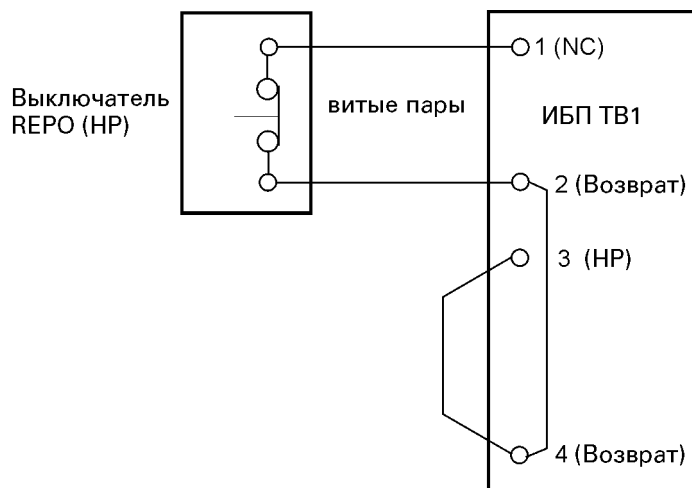 1 (NC)
Выключатель
REPO (НР)
витые пары
ИБП ТВ1
2 (Возврат)
3 (НР)
4 (Возврат)